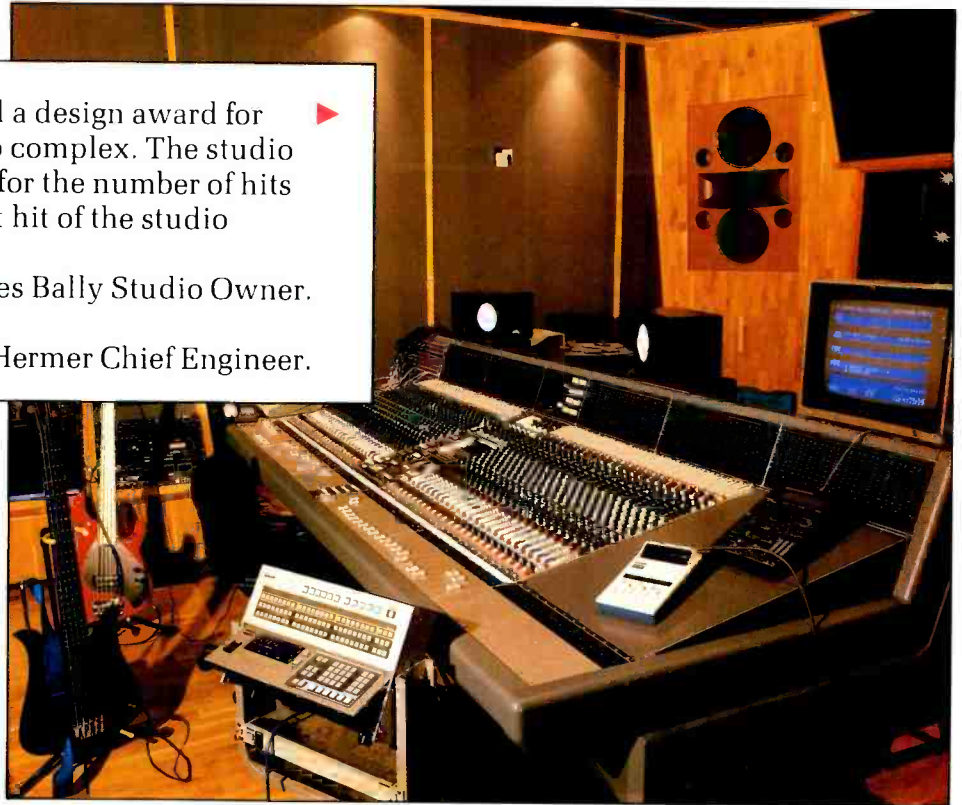 a design award for
complex. The studio
for the number of hits
hit of the studio
es Bally Studio Owner.
Hermer Chief Engineer.